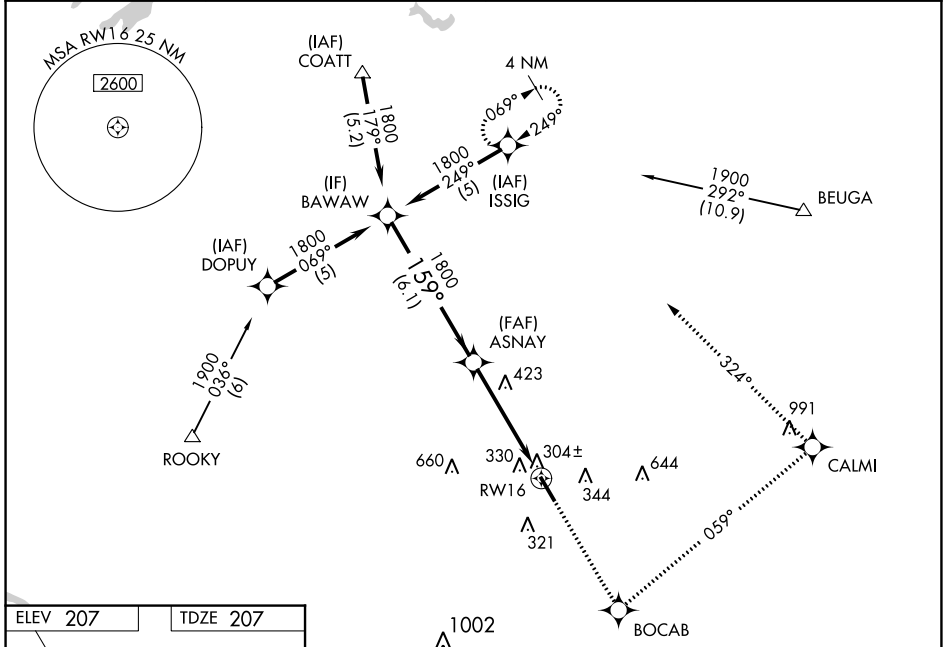 MSA RW16 25 NM
2600
(IAF)
COATT
1800
179°
(5.2)
4 NM
069°
249°
1800
249°
(5)
(IAF)
ISSIG
(IF)
BAWAW
1900
292°
(10.9)
BEUGA
(IAF)
DOPUY
1800
069°
(5)
1800
159°
(6.1)
(FAF)
ASNAY
423
1900
036°
(6)
ROOKY
324°
991
CALMI
660
330
304±
RW16
344
644
321
059°
BOCAB
ELEV 207
TDZE 207
1002